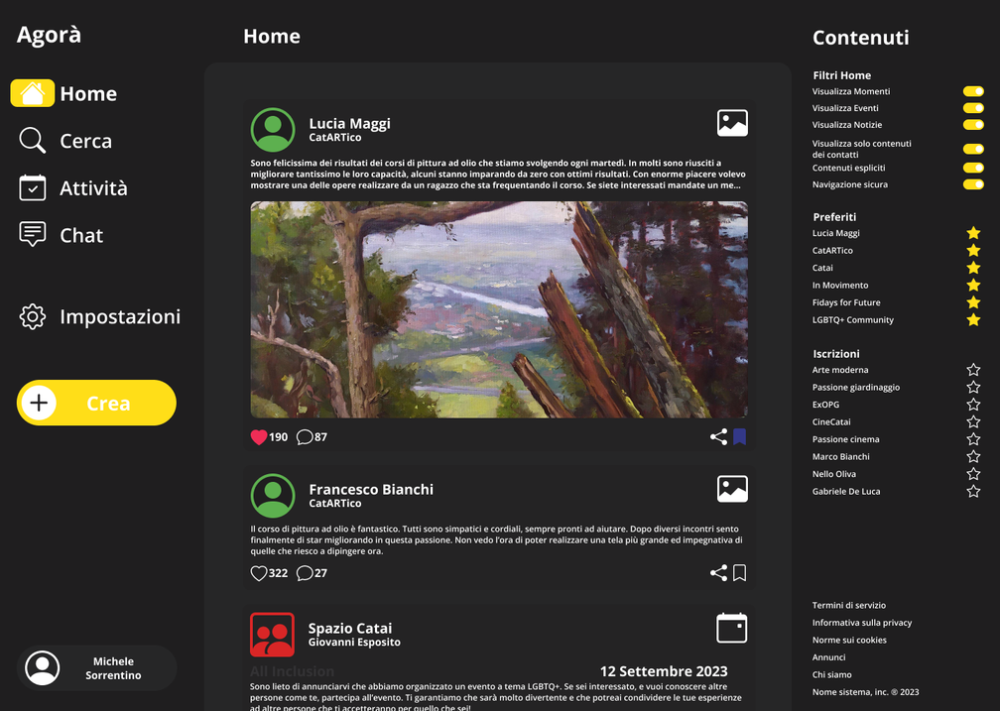 Agorà
Home
Cerca
Attività
Chat
Impostazioni
Crea
Michele
Sorrentino
Home
Lucia Maggi
CatARTico
Sono felicissima dei risultati dei corsi di pittura ad olio che stiamo svolgendo ogni martedì. In molti sono riusciti a
migliorare tantissimo le loro capacità, alcuni stanno imparando da zero con ottimi risultati. Con enorme piacere volevo
mostrare una delle opere realizzare da un ragazzo che sta frequentando il corso. Se siete interessati mandate un me...
190 87
Francesco Bianchi
CatARTico
Il corso di pittura ad olio è fantastico. Tutti sono simpatici e cordiali, sempre pronti ad aiutare. Dopo diversi incontri sento
finalmente di star migliorando in questa passione. Non vedo l'ora di poter realizzare una tela più grande ed impegnativa di
quelle che riesco a dipingere ora.
322 27
Spazio Catai
Giovanni Esposito
All Inclusion 12 Settembre 2023
Sono lieto di annunciarvi che abbiamo organizzato un evento a tema LGBTQ+. Se sei interessato, e vuoi conoscere altre
persone come te, partecipa all'evento. Ti garantiamo che sarà molto divertente e che potreai condividere le tue esperienze
ad altre persone che ti accetteranno per quello che sei!
Contenuti
Filtri Home
Visualizza Momenti
Visualizza Eventi
Visualizza Notizie
Visualizza solo contenuti
dei contatti
Contenuti espliciti
Navigazione sicura
Preferiti
Lucia Maggi
CatARTico
Catai
In Movimento
Fidays for Future
LGBTQ+ Community
Iscrizioni
Arte moderna
Passione giardinaggio
ExOPG
CineCatai
Passione cinema
Marco Bianchi
Nello Oliva
Gabriele De Luca
Termini di servizio
Informativa sulla privacy
Norme sui cookies
Annunci
Chi siamo
Nome sistema, inc. ® 2023